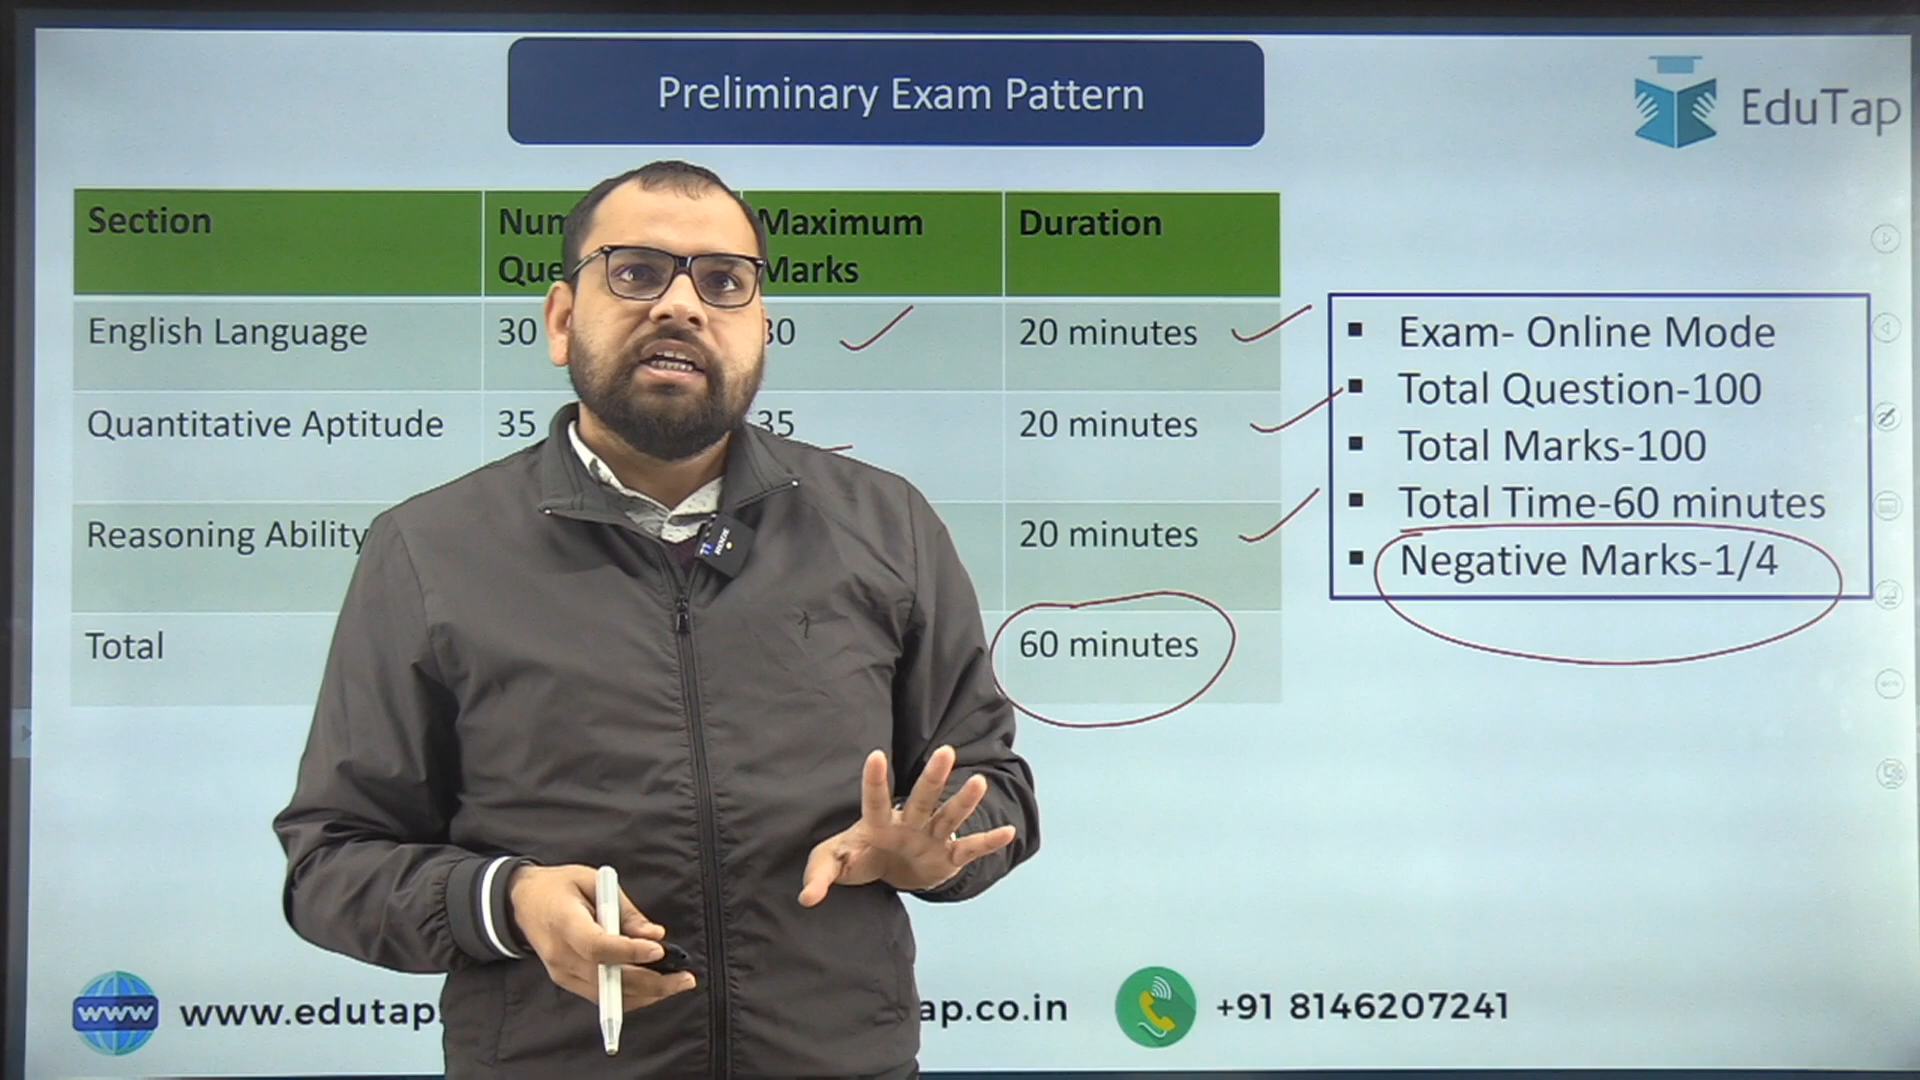 Preliminary Exam Pattern
EduTap
Section
Maximum
Marks
Duration
English Language
30
20 minutes
Quantitative Aptitude
35
35
20 minutes
Reasoning Ability
20 minutes
Total
60 minutes
▪ Exam- Online Mode
▪ Total Question-100
▪ Total Marks-100
▪ Total Time-60 minutes
▪ Negative Marks-1/4
www
www.edutap
ap.co.in
+91 8146207241